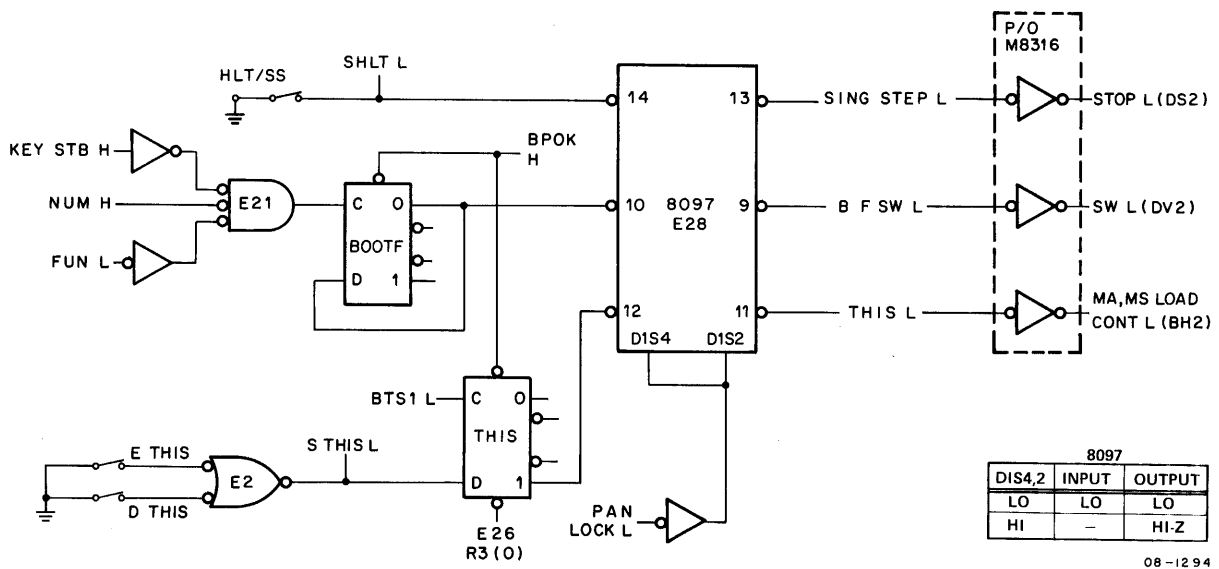 P/O
M8316
HLT/SS
SHLT L
14
13
SING STEP L
STOP L (DS2)
KEY STB H
BPOK
H
NUM H
E21
C
0
BOOTF
D
1
10
8097
E28
9
B F SW L
SW L (DV2)
FUN L
12
11
THIS L
MA,MS LOAD
CONT L (BH2)
D1S4
D1S2
BTS1 L
C
0
THIS
D
1
E THIS
S THIS L
E2
D THIS
E26
R3 (0)
PAN
LOCK L
8097
DIS4,2 INPUT OUTPUT
LO LO LO
HI – HI-Z
08-1294